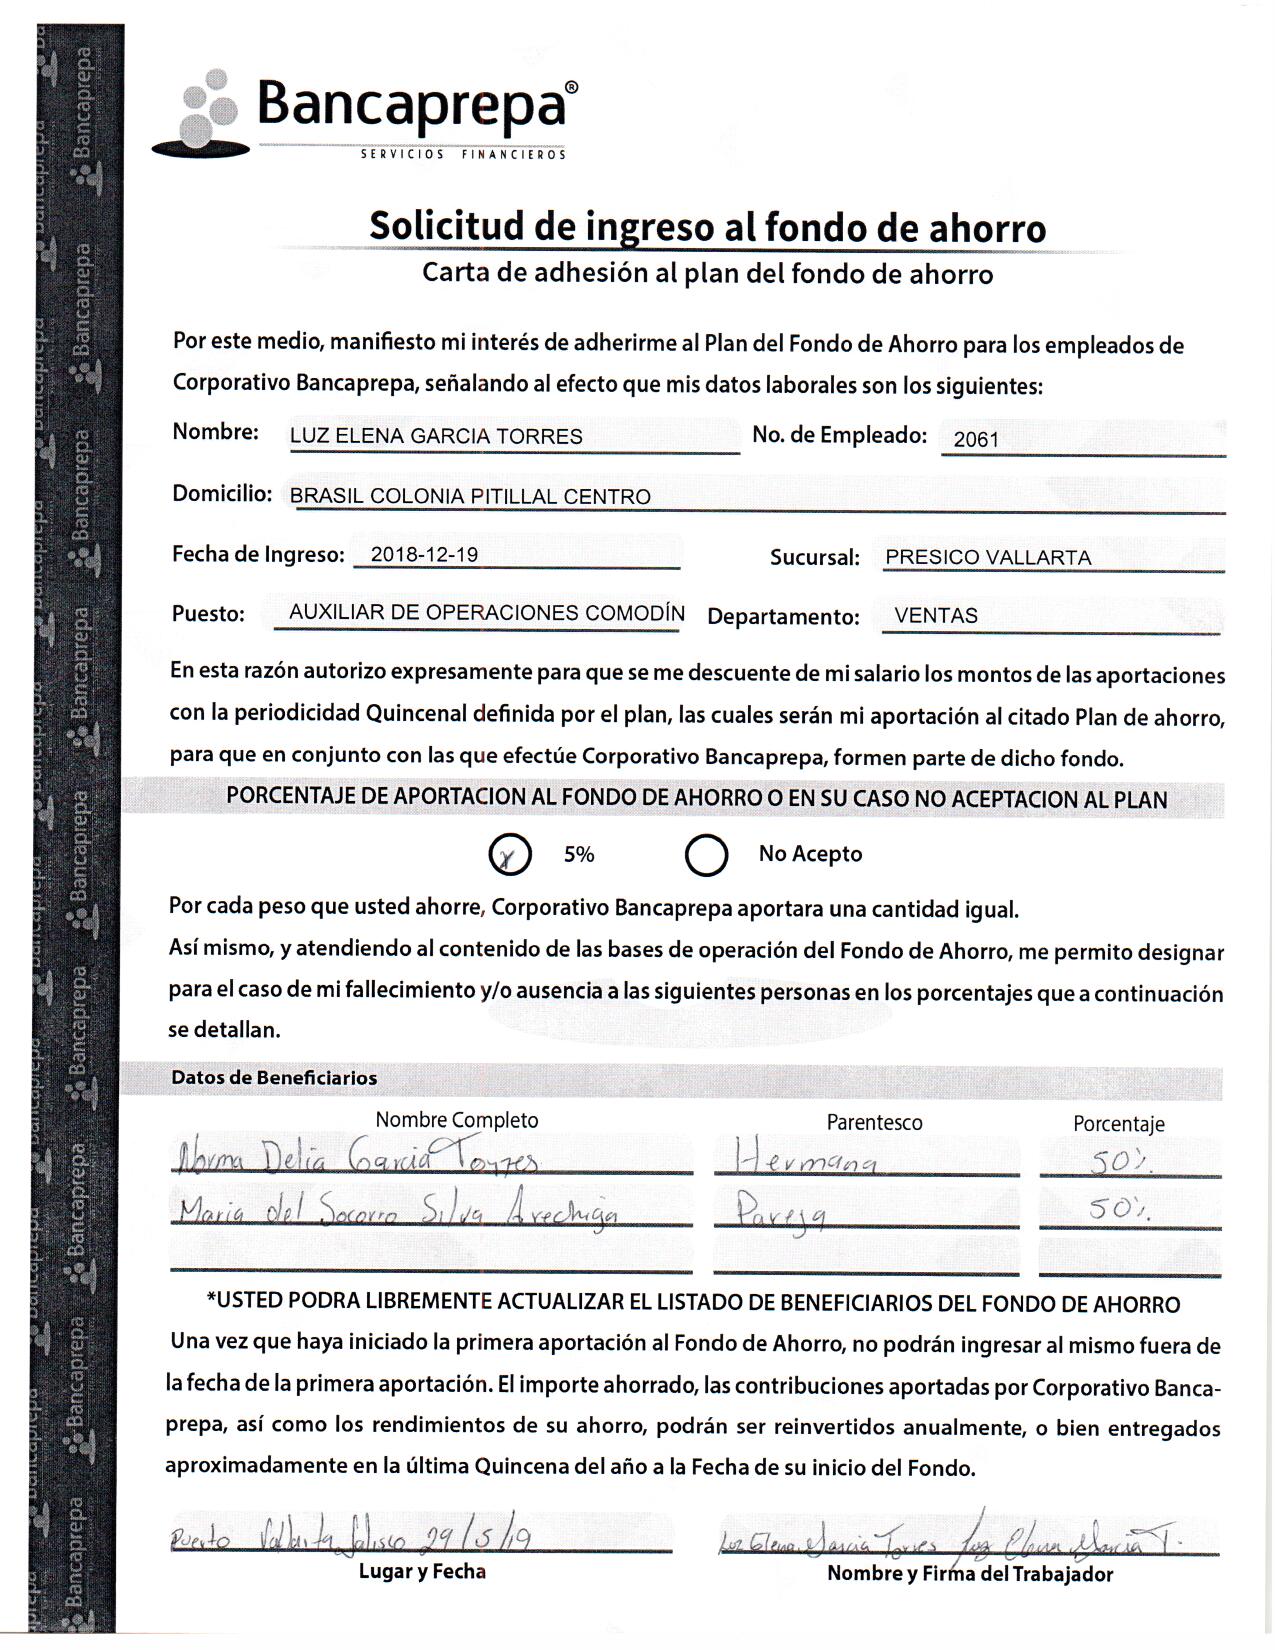 Bancaprepa®
SERVICIOS FINANCIEROS
Solicitud de ingreso al fondo de ahorro
Carta de adhesión al plan del fondo de ahorro
Por este medio, manifiesto mi interés de adherirme al Plan del Fondo de Ahorro para los empleados de
Corporativo Bancaprepa, señalando al efecto que mis datos laborales son los siguientes:
Nombre: LUZ ELENA GARCIA TORRES No. de Empleado: 2061
Domicilio: BRASIL COLONIA PITILLAL CENTRO
Fecha de Ingreso: 2018-12-19 Sucursal: PRESICO VALLARTA
Puesto: AUXILIAR DE OPERACIONES COMODÍN Departamento: VENTAS
En esta razón autorizo expresamente para que se me descuente de mi salario los montos de las aportaciones
con la periodicidad Quincenal definida por el plan, las cuales serán mi aportación al citado Plan de ahorro,
para que en conjunto con las que efectúe Corporativo Bancaprepa, formen parte de dicho fondo.
PORCENTAJE DE APORTACION AL FONDO DE AHORRO O EN SU CASO NO ACEPTACION AL PLAN
x 5% No Acepto
Por cada peso que usted ahorre, Corporativo Bancaprepa aportara una cantidad igual.
Así mismo, y atendiendo al contenido de las bases de operación del Fondo de Ahorro, me permito designar
para el caso de mi fallecimiento y/o ausencia a las siguientes personas en los porcentajes que a continuación
se detallan.
Datos de Beneficiarios
Nombre Completo Parentesco Porcentaje
Norma Delia Garcia Torres Hermana 50%
Maria del Socorro Silva Arechiga Pareja 50%
*USTED PODRA LIBREMENTE ACTUALIZAR EL LISTADO DE BENEFICIARIOS DEL FONDO DE AHORRO
Una vez que haya iniciado la primera aportación al Fondo de Ahorro, no podrán ingresar al mismo fuera de
la fecha de la primera aportación. El importe ahorrado, las contribuciones aportadas por Corporativo Banca-
prepa, así como los rendimientos de su ahorro, podrán ser reinvertidos anualmente, o bien entregados
aproximadamente en la última Quincena del año a la Fecha de su inicio del Fondo.
Puerto Vallarta Jalisco 29/5/19 Luz Elena Garcia Torres Luz Elena Garcia T.
Lugar y Fecha Nombre y Firma del Trabajador